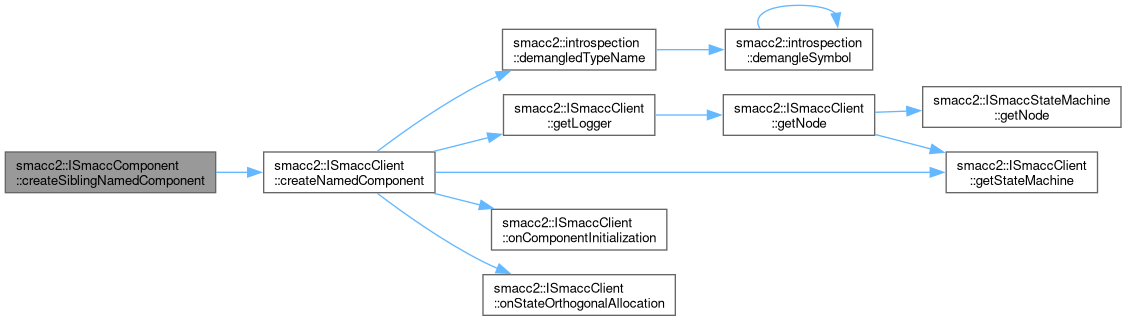 smacc2::ISmaccComponent
::createSiblingNamedComponent
smacc2::ISmaccClient
::createNamedComponent
smacc2::introspection
::demangledTypeName
smacc2::introspection
::demangleSymbol
smacc2::ISmaccClient
::getLogger
smacc2::ISmaccClient
::getNode
smacc2::ISmaccStateMachine
::getNode
smacc2::ISmaccClient
::getStateMachine
smacc2::ISmaccClient
::onComponentInitialization
smacc2::ISmaccClient
::onStateOrthogonalAllocation